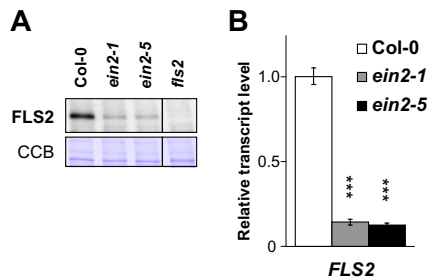 A
Col-0
ein2-1
ein2-5
fls2
FLS2
CCB
B
Relative transcript level
1.0
0.5
0
Col-0
ein2-1
ein2-5
***
***
FLS2